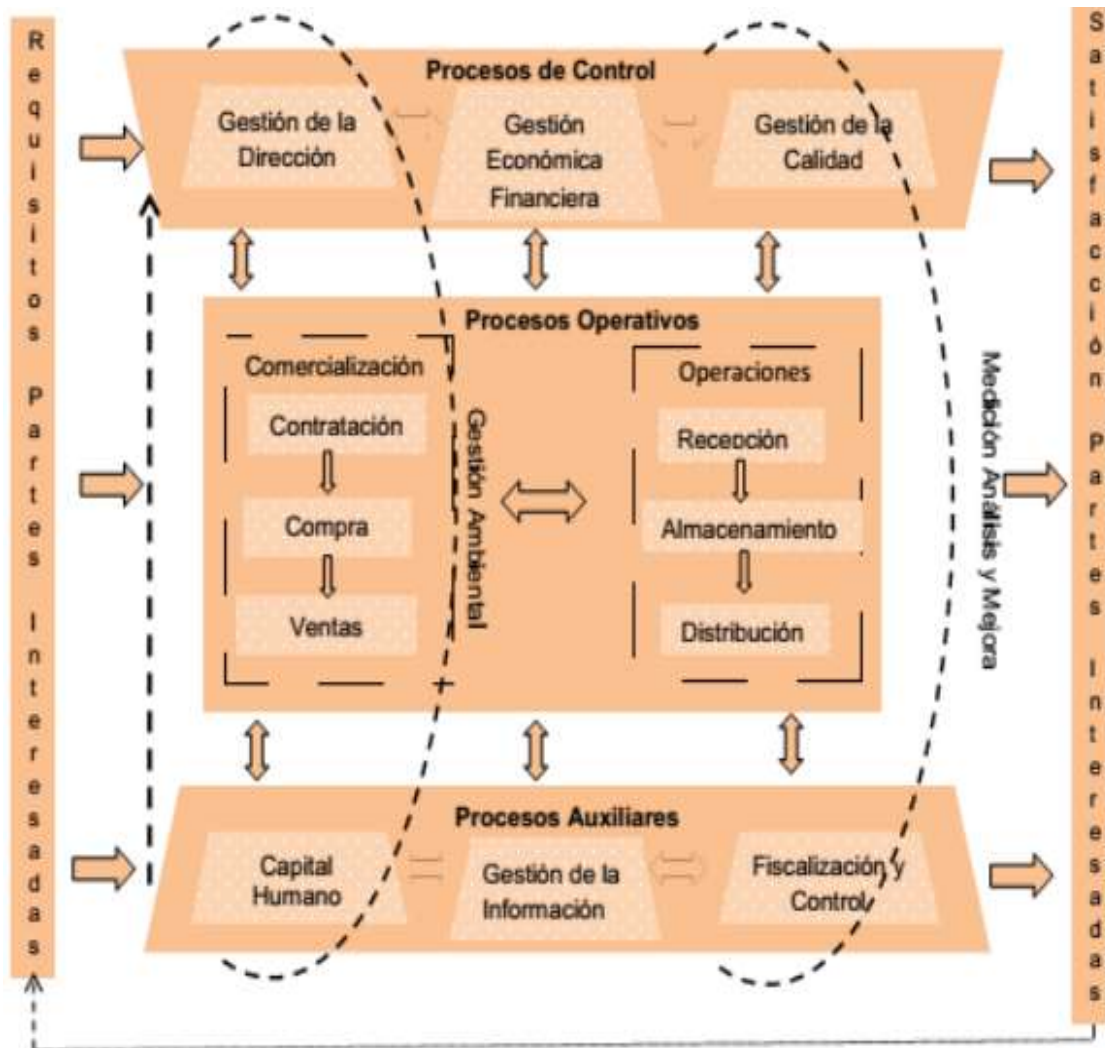 Requisitos Partes Interesadas
Procesos de Control
Gestión de la
Dirección
Gestión
Económica
Financiera
Gestión de la
Calidad
Procesos Operativos
Comercialización
Contratación
Compra
Ventas
Gestión Ambiental
Operaciones
Recepción
Almacenamiento
Distribución
Medición Análisis y Mejora
Procesos Auxiliares
Capital
Humano
Gestión de la
Información
Fiscalización y
Control
Satisfacción Partes Interesadas